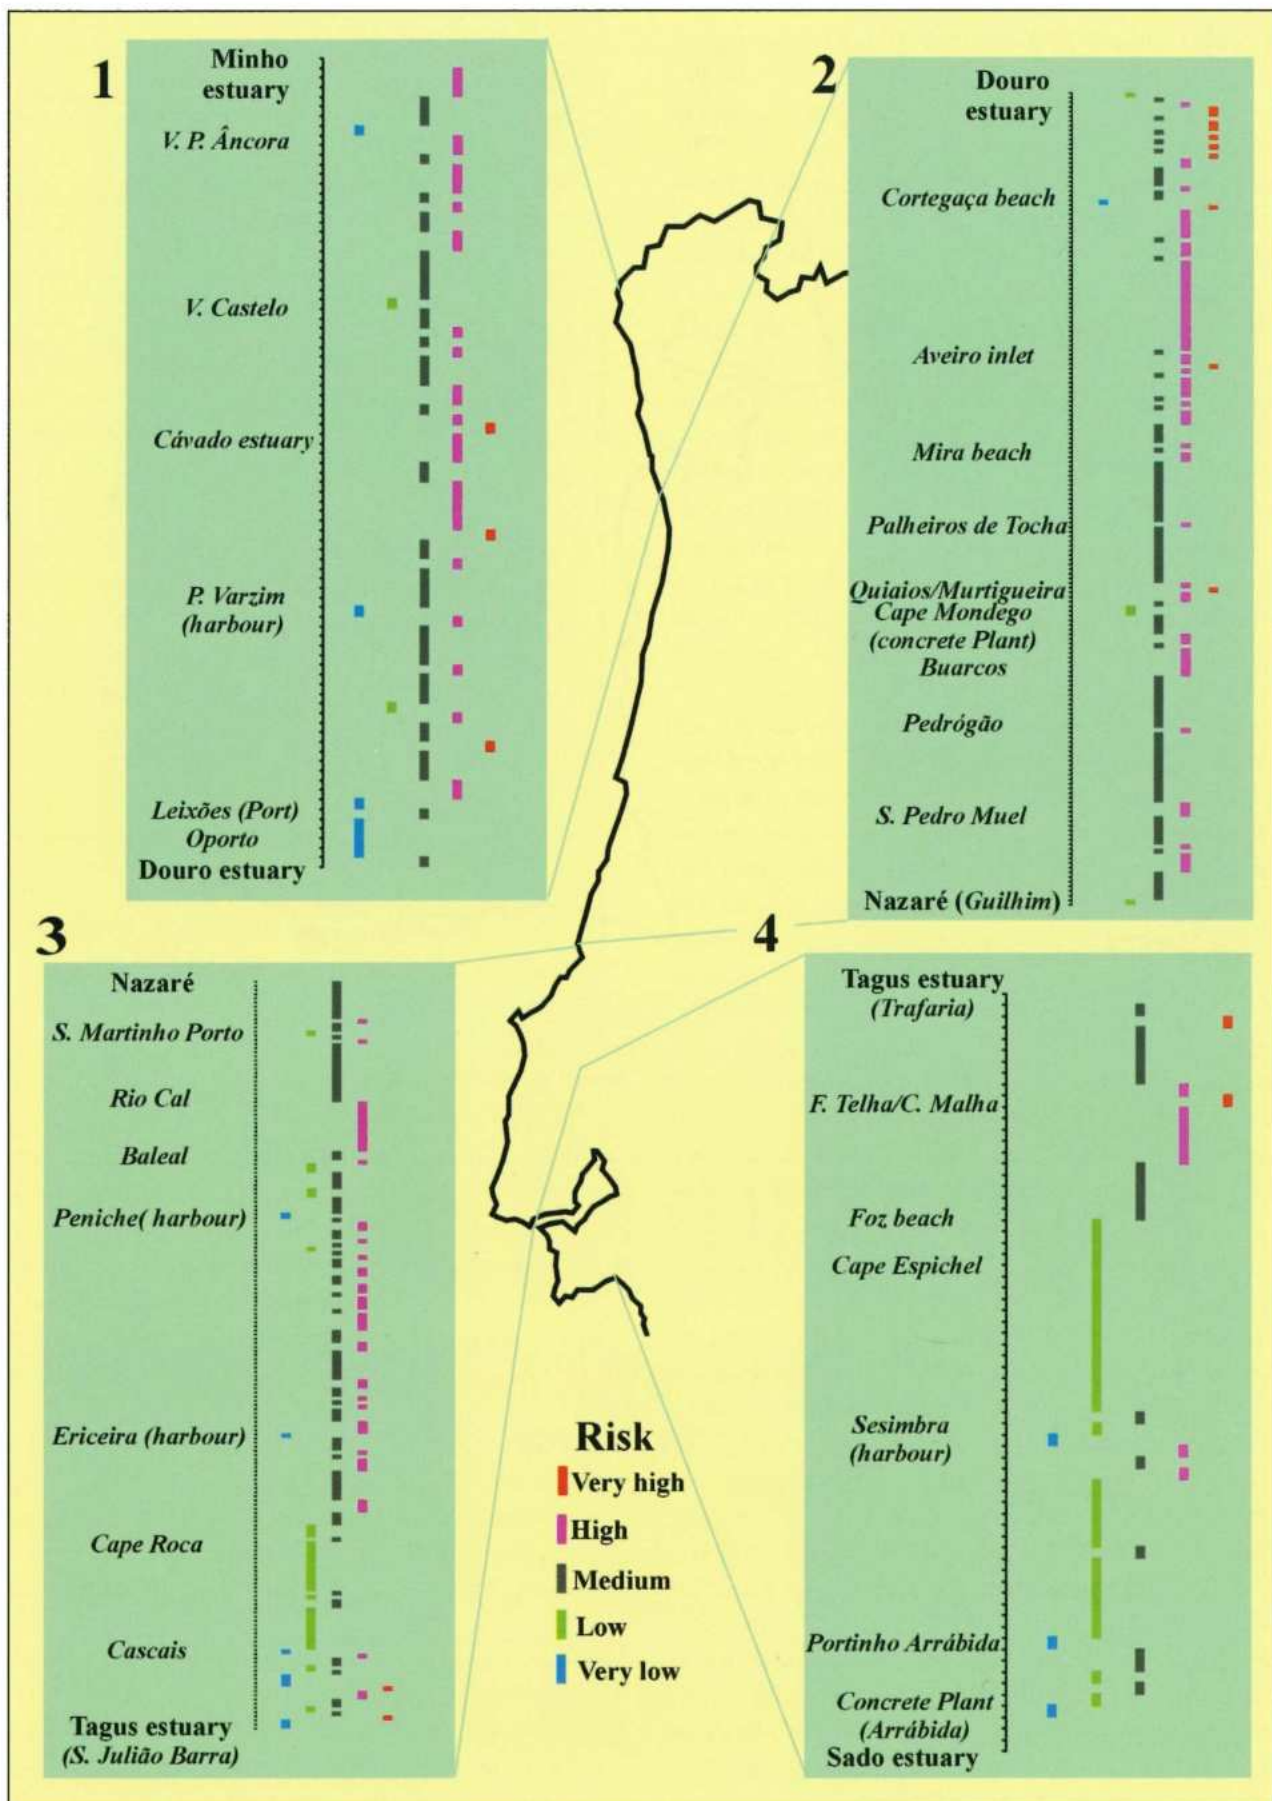 1
Minho
estuary
V. P. Âncora
V. Castelo
Cávado estuary
P. Varzim
(harbour)
Leixões (Port)
Oporto
Douro estuary
2
Douro
estuary
Cortegaça beach
Aveiro inlet
Mira beach
Palheiros de Tocha
Quiaios/Murtigueira
Cape Mondego
(concrete Plant)
Buarcos
Pedrógão
S. Pedro Muel
Nazaré (Guilhim)
3
Nazaré
S. Martinho Porto
Rio Cal
Baleal
Peniche( harbour)
Ericeira (harbour)
Cape Roca
Cascais
Tagus estuary
(S. Julião Barra)
Risk
Very high
High
Medium
Low
Very low
4
Tagus estuary
(Trafaria)
F. Telha/C. Malha
Foz beach
Cape Espichel
Sesimbra
(harbour)
Portinho Arrábida
Concrete Plant
(Arrábida)
Sado estuary